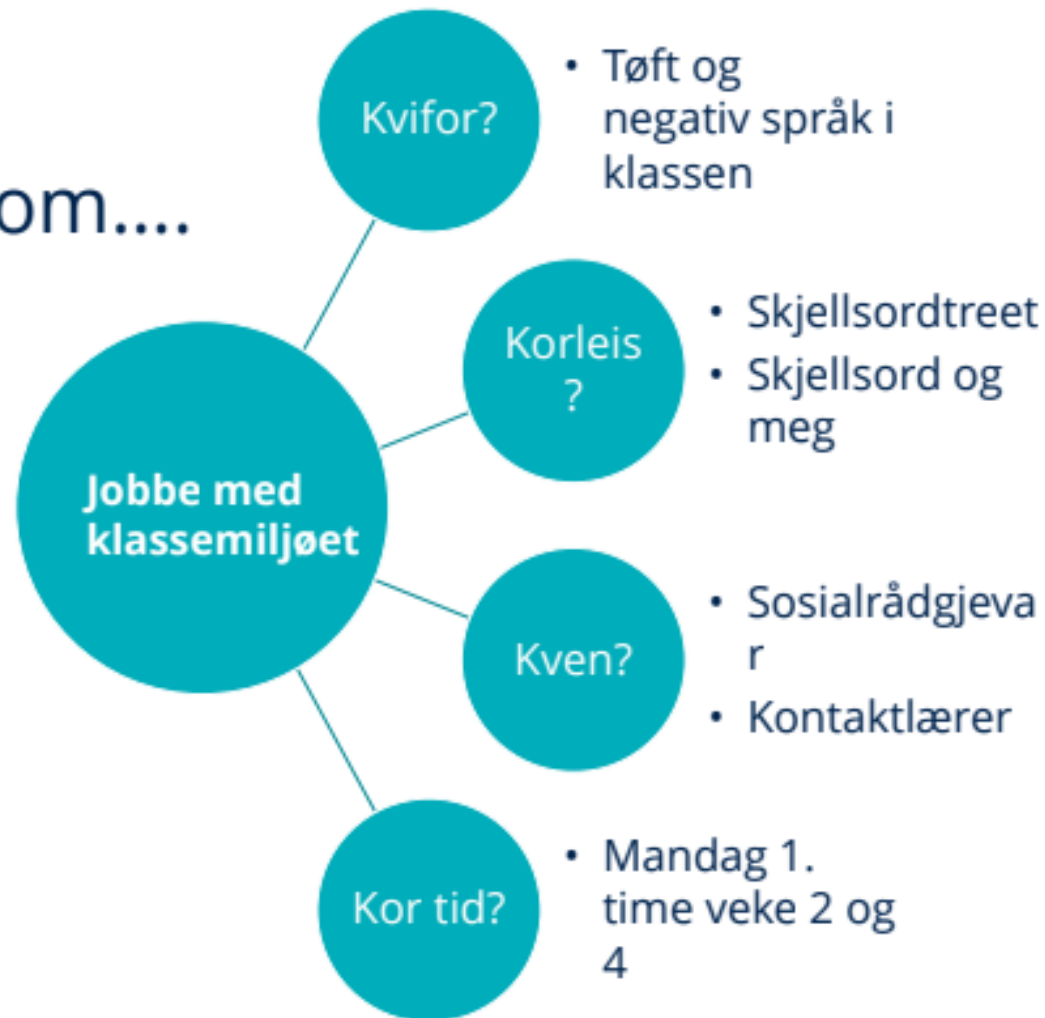 om....
Jobbe med
klassemiljøet
Kvifor?
• Tøft og
negativ språk i
klassen
Korleis
?
• Skjellsordtreet
• Skjellsord og
meg
Kven?
• Sosialrådgjeva
r
• Kontaktlærer
Kor tid?
• Mandag 1.
time veke 2 og
4